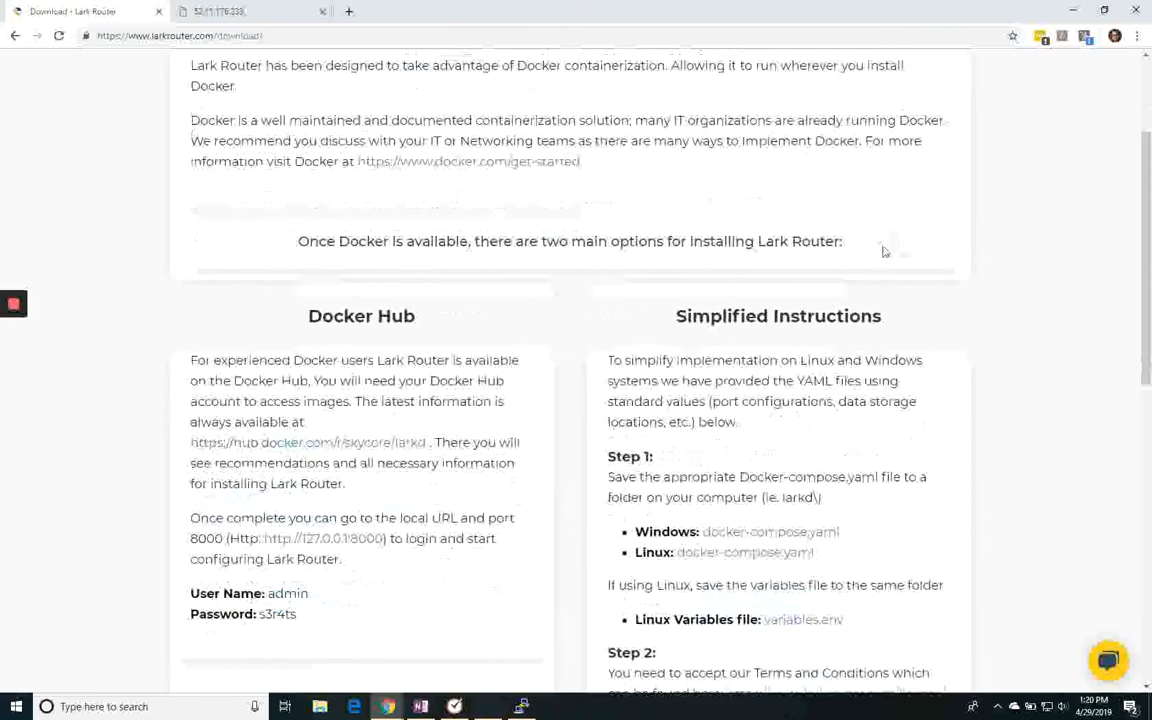 Download - Lark Router
52.11.176.233
https://www.larkrouter.com/download/
Lark Router has been designed to take advantage of Docker containerization. Allowing it to run wherever you install
Docker.
Docker is a well maintained and documented containerization solution; many IT organizations are already running Docker.
We recommend you discuss with your IT or Networking teams as there are many ways to implement Docker. For more
information visit Docker at https://www.docker.com/get-started
Once Docker is available, there are two main options for installing Lark Router:
Docker Hub
For experienced Docker users Lark Router is available
on the Docker Hub, You will need your Docker Hub
account to access images. The latest information is
always available at
https://hub.docker.com/r/skycore/larkd . There you will
see recommendations and all necessary information
for installing Lark Router.
Once complete you can go to the local URL and port
8000 (Http::http://127.0.0.1:8000) to login and start
configuring Lark Router.
User Name: admin
Password: s3r4ts
Simplified Instructions
To simplify implementation on Linux and Windows
systems we have provided the YAML files using
standard values (port configurations, data storage
locations, etc.) below.
Step 1:
Save the appropriate Docker-compose.yaml file to a
folder on your computer (ie. larkd\)
Windows: docker-compose.yaml
Linux: docker-compose.yaml
If using Linux, save the variables file to the same folder
Linux Variables file: variables.env
Step 2:
You need to accept our Terms and Conditions which
Type here to search
1:20 PM
4/29/2019